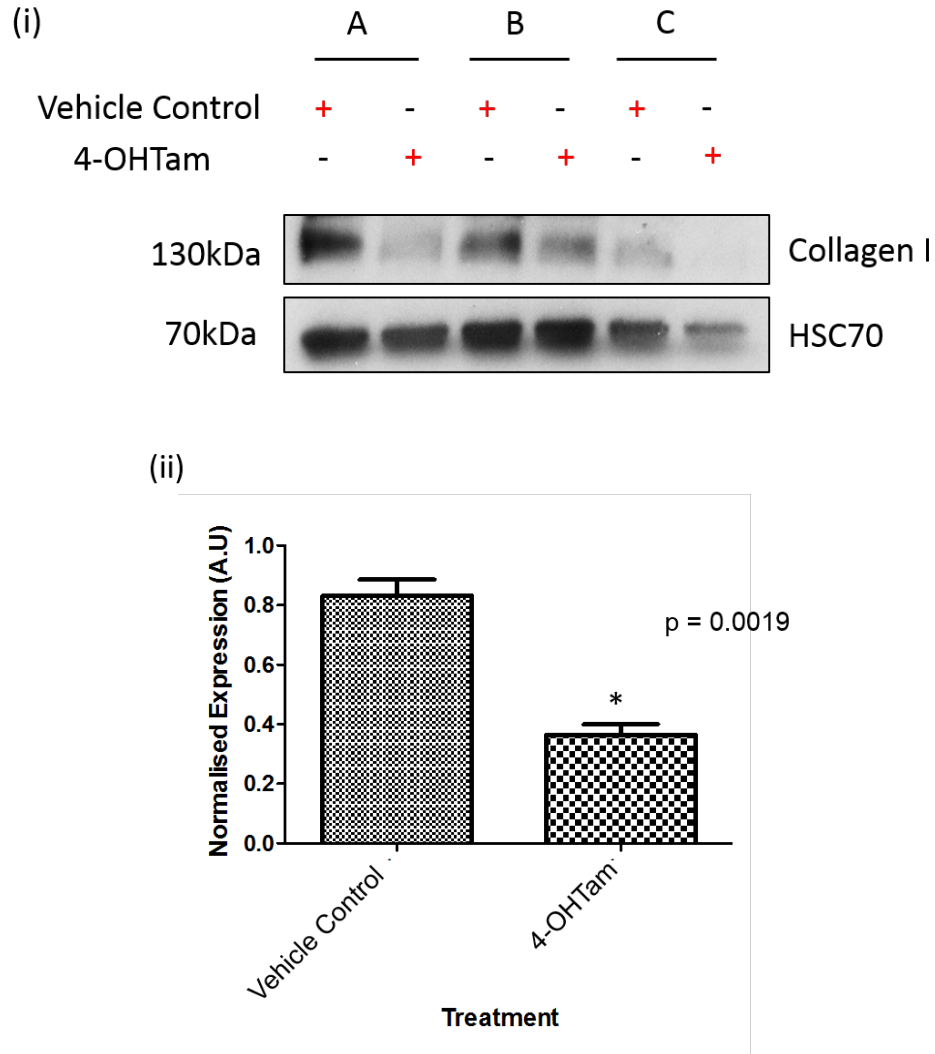 (i)
A B C
Vehicle Control + - + - + -
4-OHTam - + - + - +
130kDa Collagen I
70kDa HSC70
(ii)
Normalised Expression (A.U)
1.0
0.8
0.6
0.4
0.2
0.0
p = 0.0019
*
Vehicle Control
4-OHTam
Treatment